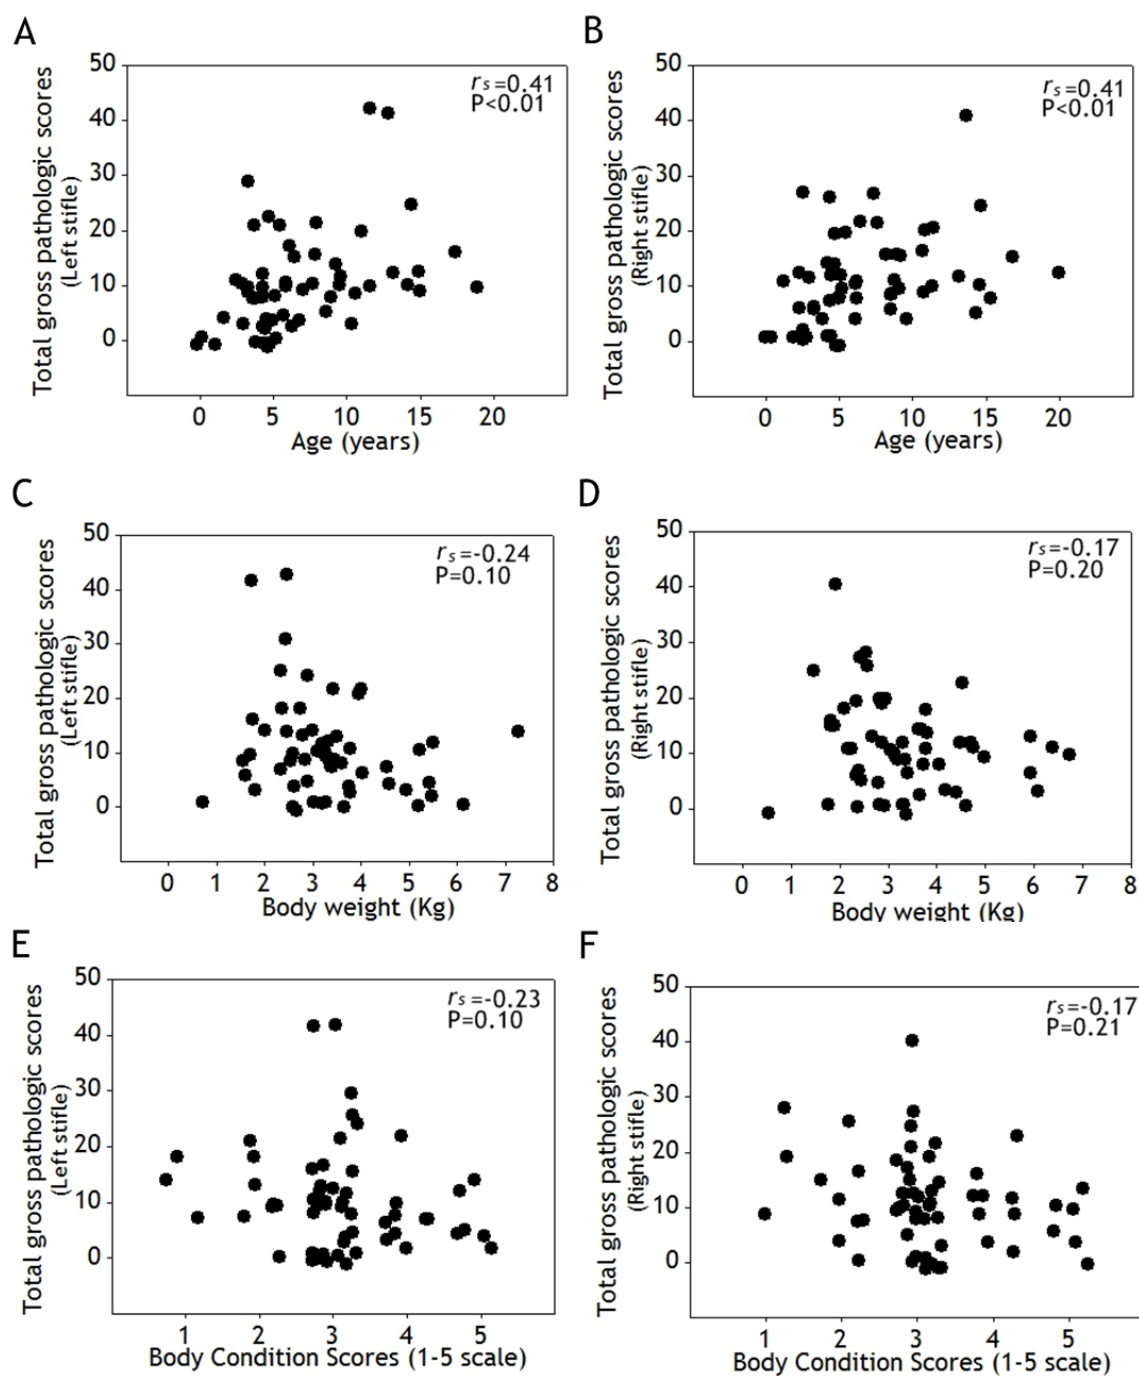 A
Total gross pathologic scores
(Left stifle)
50
40
30
20
10
0
rs=0.41
P<0.01
0 5 10 15 20
Age (years)
B
Total gross pathologic scores
(Right stifle)
50
40
30
20
10
0
rs=0.41
P<0.01
0 5 10 15 20
Age (years)
C
Total gross pathologic scores
(Left stifle)
50
40
30
20
10
0
rs=-0.24
P=0.10
0 1 2 3 4 5 6 7 8
Body weight (Kg)
D
Total gross pathologic scores
(Right stifle)
50
40
30
20
10
0
rs=-0.17
P=0.20
0 1 2 3 4 5 6 7 8
Body weight (Kg)
E
Total gross pathologic scores
(Left stifle)
50
40
30
20
10
0
rs=-0.23
P=0.10
1 2 3 4 5
Body Condition Scores (1-5 scale)
F
Total gross pathologic scores
(Right stifle)
50
40
30
20
10
0
rs=-0.17
P=0.21
1 2 3 4 5
Body Condition Scores (1-5 scale)